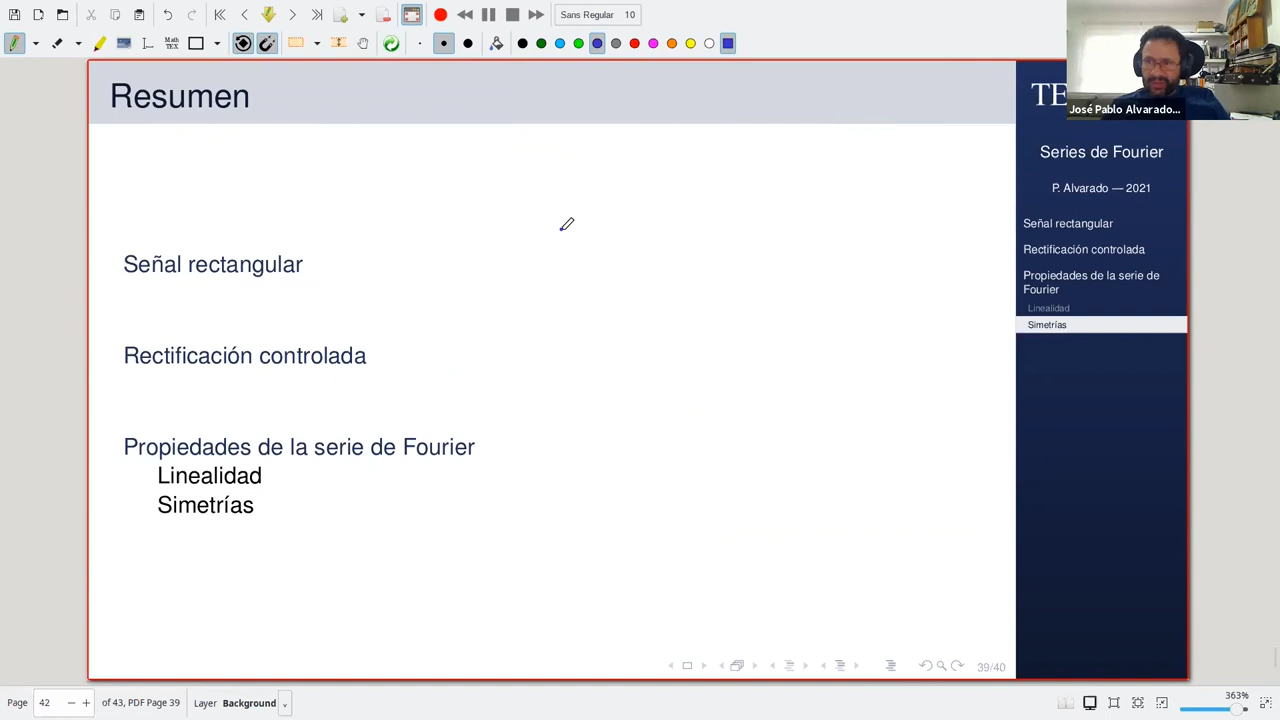 Sans Regular 10
Math
TEX
Resumen
Señal rectangular
Rectificación controlada
Propiedades de la serie de Fourier
Linealidad
Simetrías
39/40
TE
José Pablo Alvarado...
Series de Fourier
P. Alvarado — 2021
Señal rectangular
Rectificación controlada
Propiedades de la serie de
Fourier
Linealidad
Simetrías
Page 42 of 43, PDF Page 39 Layer Background
363%